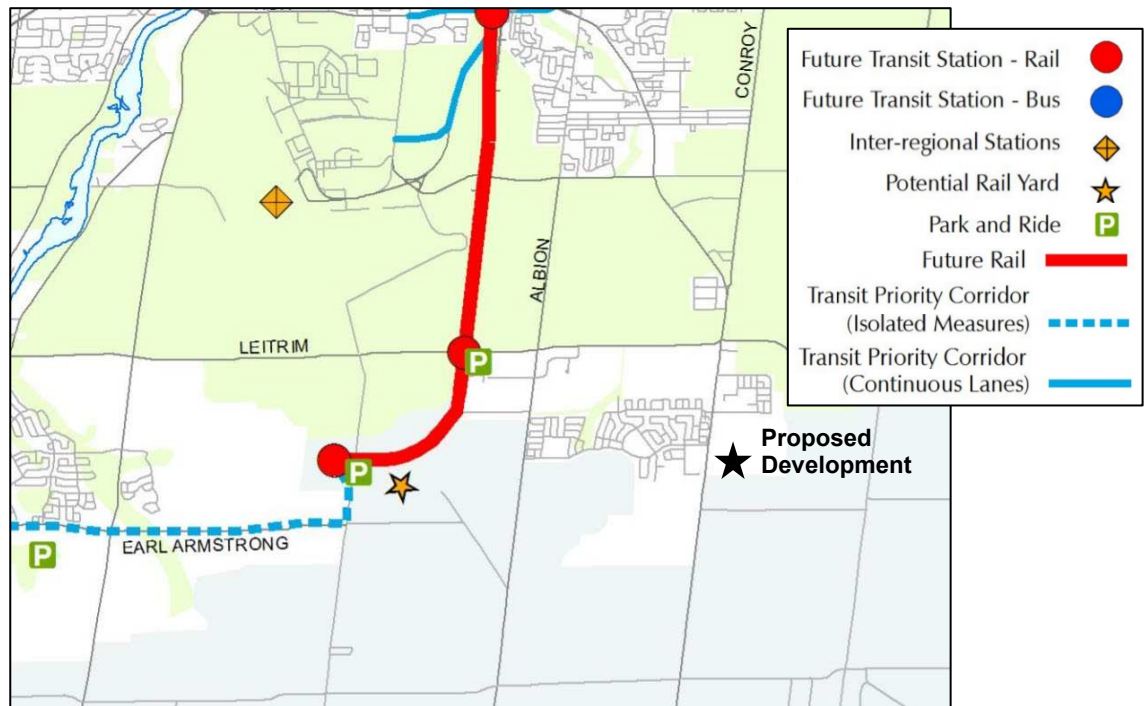 CONROY
ALBION
LEITRIM
P
P
P
EARL ARMSTRONG
Proposed
Development
Future Transit Station - Rail
Future Transit Station - Bus
Inter-regional Stations
Potential Rail Yard
Park and Ride
P
Future Rail
Transit Priority Corridor
(Isolated Measures)
Transit Priority Corridor
(Continuous Lanes)